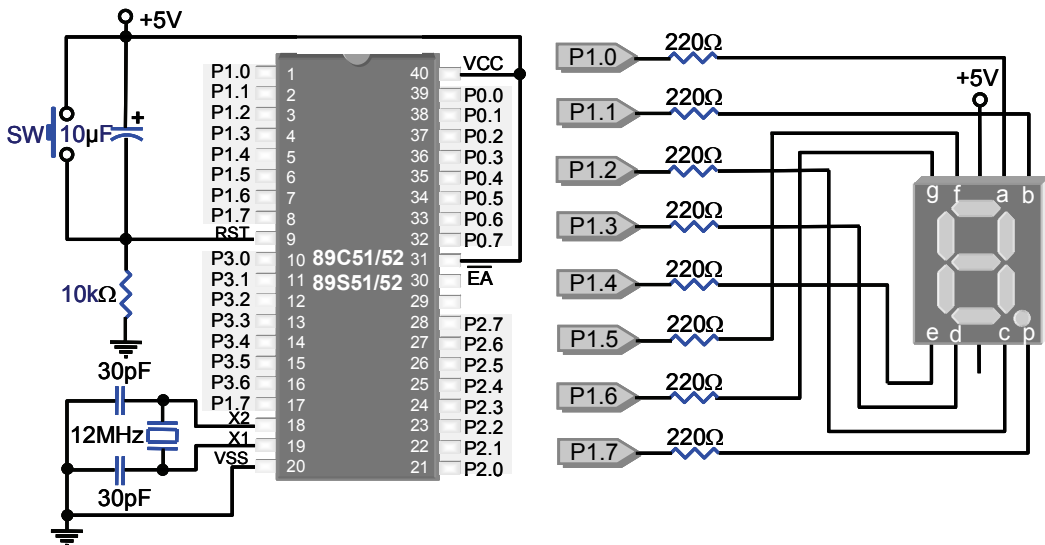 +5V
SW
10µF
+
10kΩ
30pF
12MHz
30pF
P1.0
P1.1
P1.2
P1.3
P1.4
P1.5
P1.6
P1.7
RST
P3.0
P3.1
P3.2
P3.3
P3.4
P3.5
P3.6
P1.7
X2
X1
VSS
1
2
3
4
5
6
7
8
9
10
11
12
13
14
15
16
17
18
19
20
89C51/52
89S51/52
40
39
38
37
36
35
34
33
32
31
30
29
28
27
26
25
24
23
22
21
VCC
P0.0
P0.1
P0.2
P0.3
P0.4
P0.5
P0.6
P0.7
EA
P2.7
P2.6
P2.5
P2.4
P2.3
P2.2
P2.1
P2.0
P1.0 220Ω
P1.1 220Ω
P1.2 220Ω
P1.3 220Ω
P1.4 220Ω
P1.5 220Ω
P1.6 220Ω
P1.7 220Ω
+5V
g f a b
e d c p